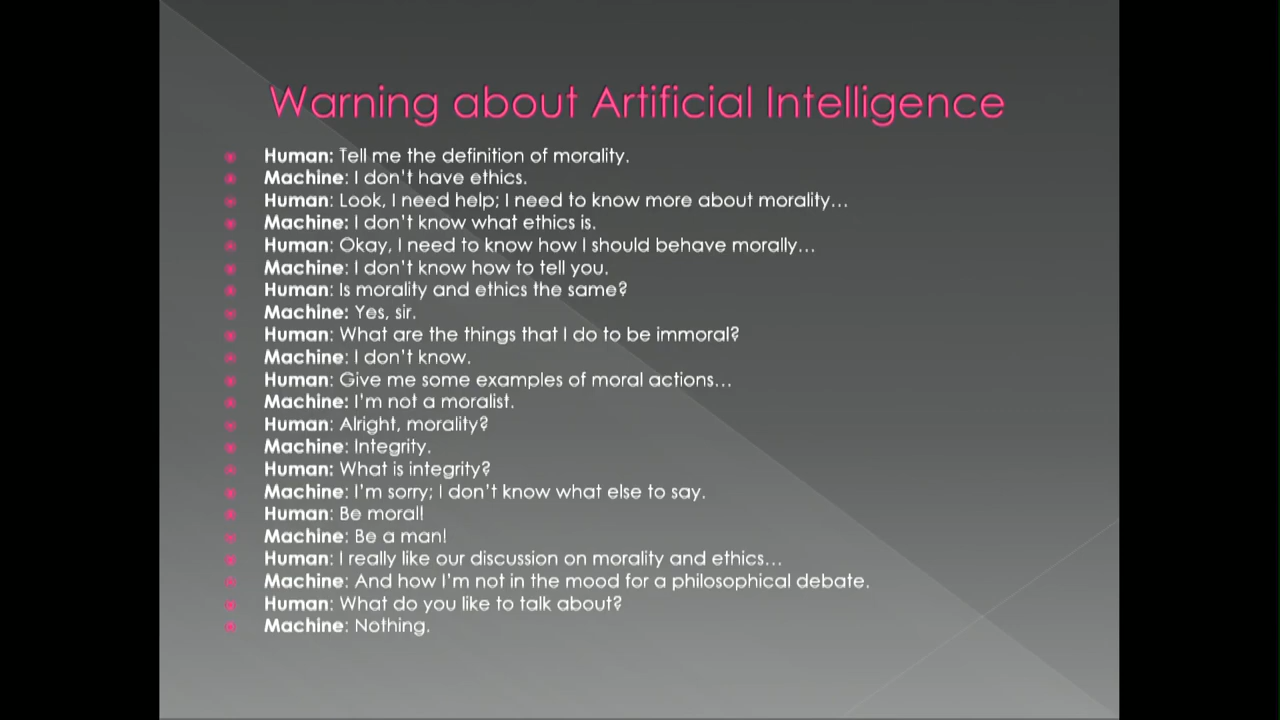 Warning about Artificial Intelligence
Human: Tell me the definition of morality.
Machine: I don't have ethics.
Human: Look, I need help; I need to know more about morality…
Machine: I don't know what ethics is.
Human: Okay, I need to know how I should behave morally…
Machine: I don't know how to tell you.
Human: Is morality and ethics the same?
Machine: Yes, sir.
Human: What are the things that I do to be immoral?
Machine: I don't know.
Human: Give me some examples of moral actions…
Machine: I'm not a moralist.
Human: Alright, morality?
Machine: Integrity.
Human: What is integrity?
Machine: I'm sorry; I don't know what else to say.
Human: Be moral!
Machine: Be a man!
Human: I really like our discussion on morality and ethics…
Machine: And how I'm not in the mood for a philosophical debate.
Human: What do you like to talk about?
Machine: Nothing.